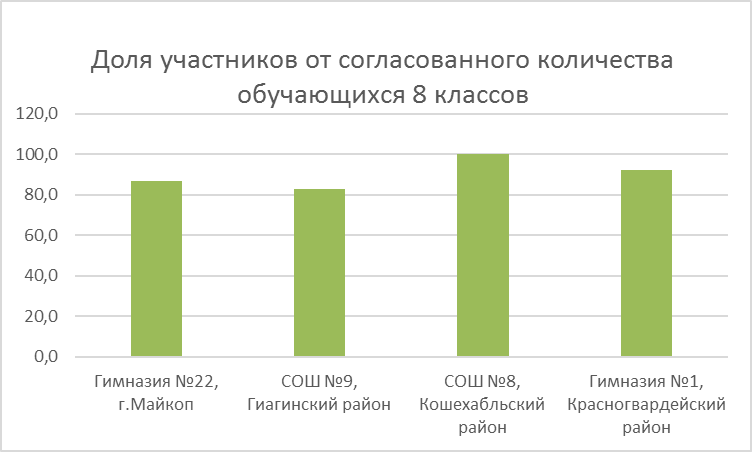 Доля участников от согласованного количества
обучающихся 8 классов
120,0
100,0
80,0
60,0
40,0
20,0
0,0
Гимназия №22,
г.Майкоп
СОШ №9,
Гиагинский район
СОШ №8,
Кошехабльский
район
Гимназия №1,
Красногвардейский
район